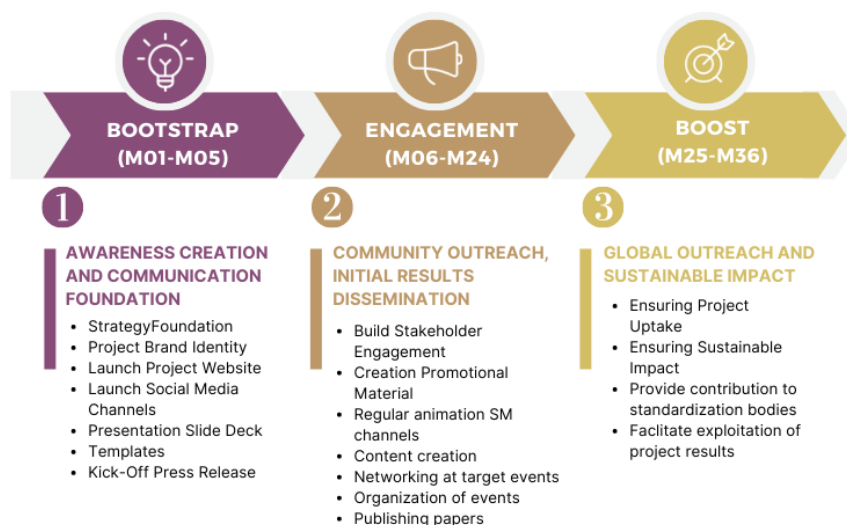 BOOTSTRAP
(M01-M05)
ENGAGEMENT
(M06-M24)
BOOST
(M25-M36)
1
AWARENESS CREATION
AND COMMUNICATION
FOUNDATION
• StrategyFoundation
• Project Brand Identity
• Launch Project Website
• Launch Social Media
Channels
• Presentation Slide Deck
• Templates
• Kick-Off Press Release
2
COMMUNITY OUTREACH,
INITIAL RESULTS
DISSEMINATION
• Build Stakeholder
Engagement
• Creation Promotional
Material
• Regular animation SM
channels
• Content creation
• Networking at target events
• Organization of events
• Publishing papers
3
GLOBAL OUTREACH AND
SUSTAINABLE IMPACT
• Ensuring Project
Uptake
• Ensuring Sustainable
Impact
• Provide contribution to
standardization bodies
• Faclitate exploitation of
project results